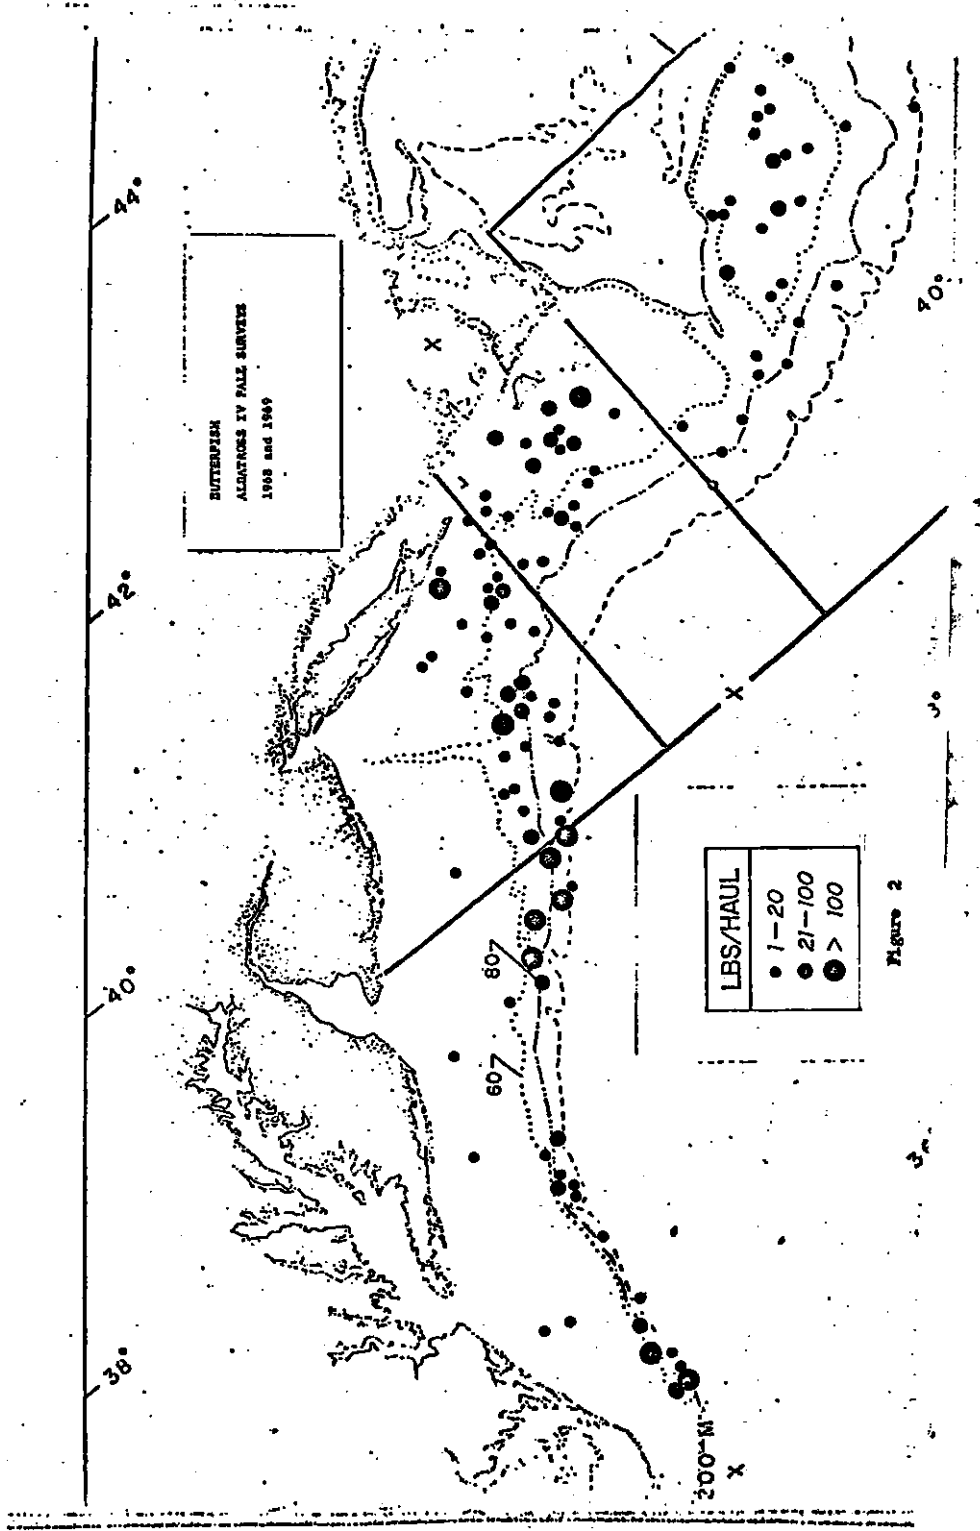 BUTTERFISH
ALBATROSS IV FALL SURVEYS
1968 and 1969
38°
40°
42°
44°
X
60
80
200 M
X
X
40°
LBS/HAUL
1-20
21-100
> 100
Figure 2